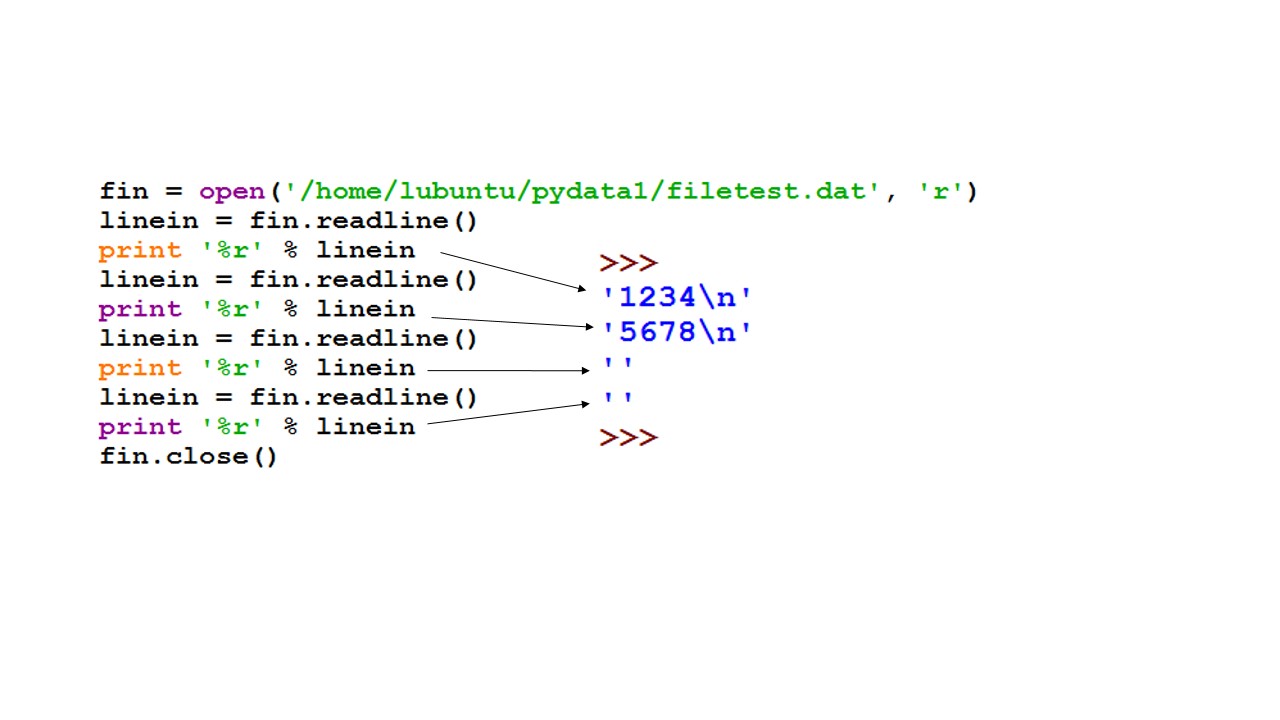 fin = open('/home/lubuntu/pydata1/filetest.dat', 'r')
linein = fin.readline()
print '%r' % linein
linein = fin.readline()
print '%r' % linein
linein = fin.readline()
print '%r' % linein
linein = fin.readline()
print '%r' % linein
fin.close()
>>>
'1234\n'
'5678\n'
''
''
>>>